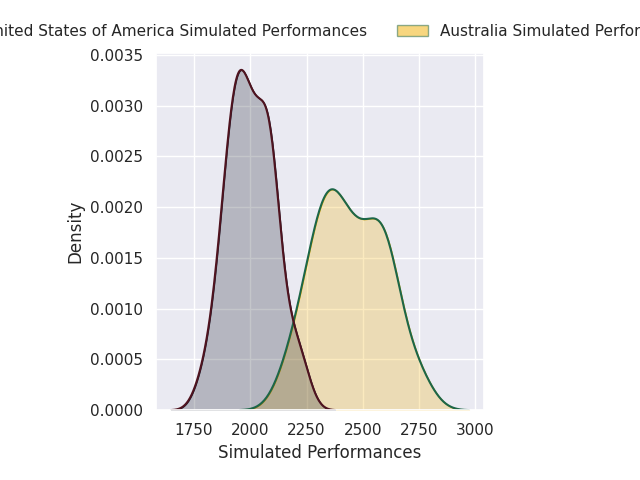 nited States of America Simulated Performances
Australia Simulated Perfor
0.0035
0.0030
0.0025
0.0020
0.0015
0.0010
0.0005
0.0000
Density
1750 2000 2250 2500 2750 3000
Simulated Performances